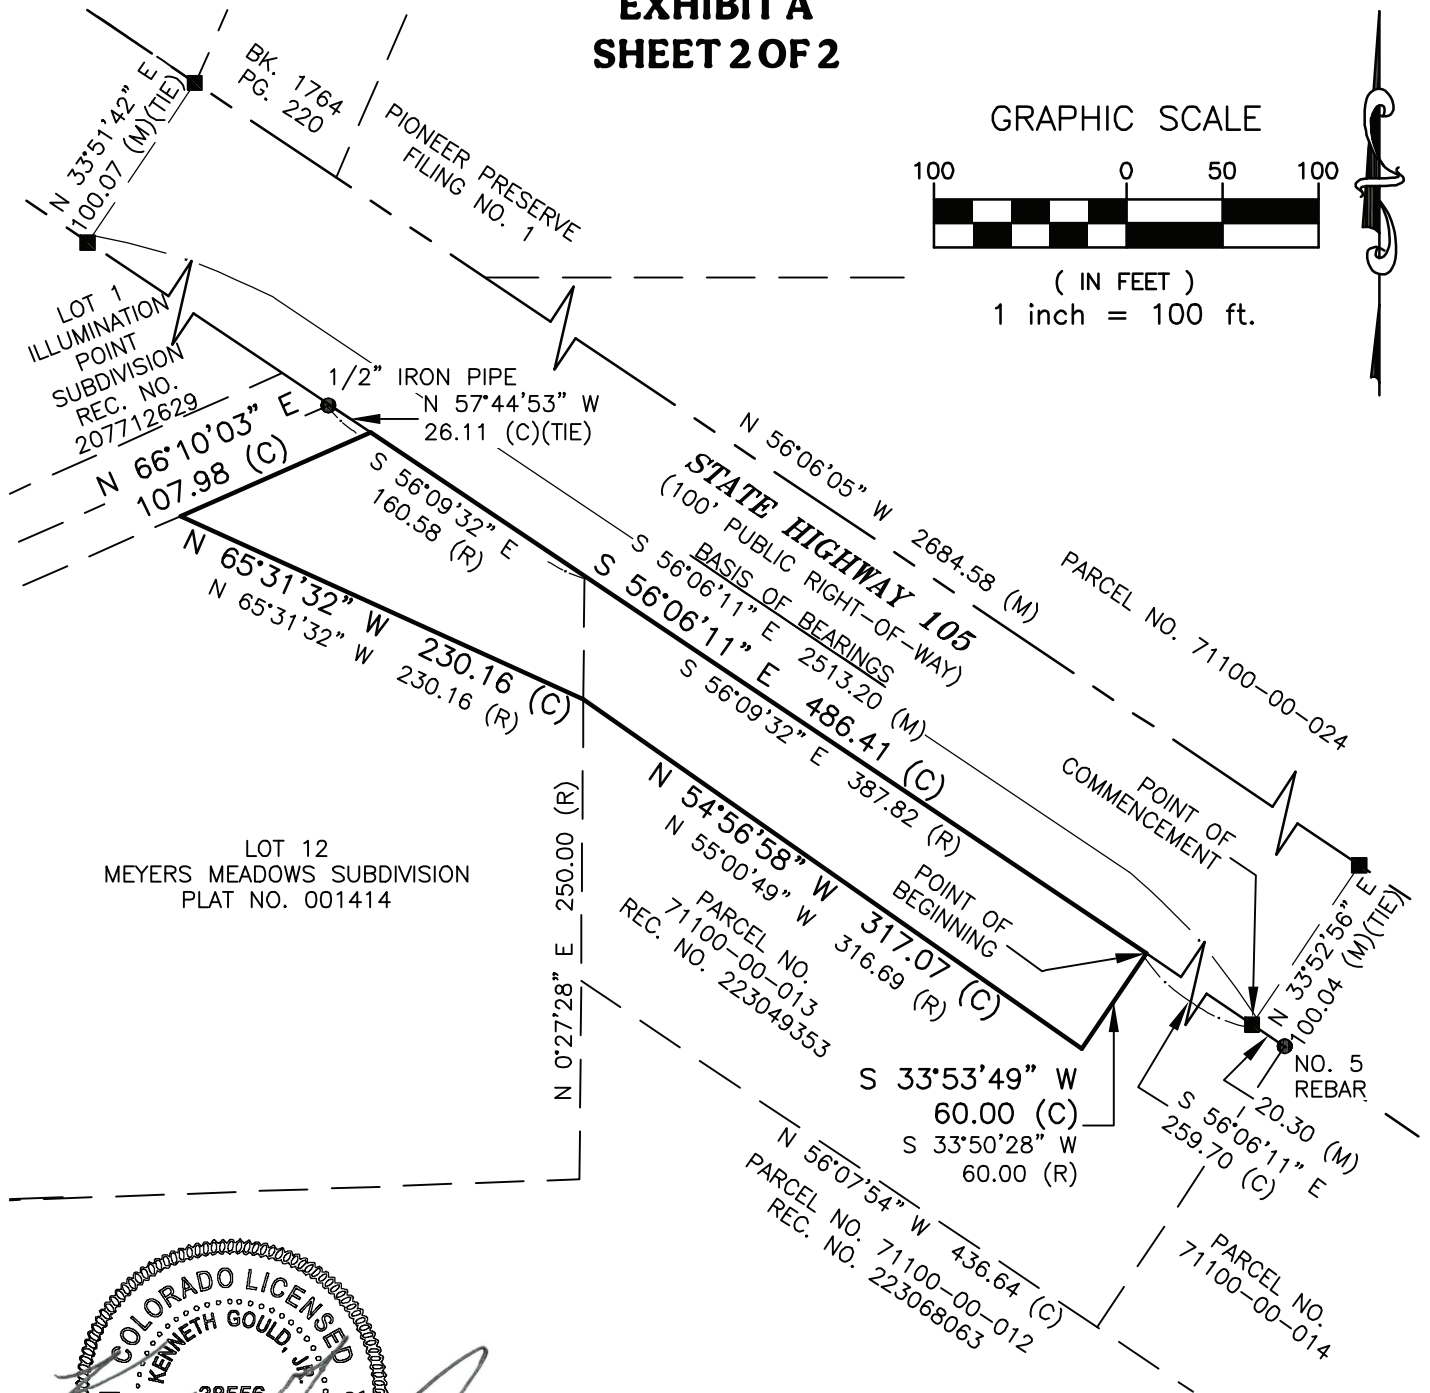 EXHIBIT A
SHEET 2 OF 2
GRAPHIC SCALE
100 0 50 100
( IN FEET )
1 inch = 100 ft.
N 33°51'42" E
100.07 (M)(TIE)
BK. 1764
PG. 220
PIONEER PRESERVE
FILING NO. 1
LOT 1
ILLUMINATION
POINT
SUBDIVISION
REC. NO.
207712629
1/2" IRON PIPE
N 57°44'53" W
26.11 (C)(TIE)
N 66°10'03" E
107.98 (C)
S 56°09'32" E
160.58 (R)
N 65°31'32" W 230.16 (C)
N 65°31'32" W 230.16 (R)
N 56°06'05" W 2684.58 (M)
STATE HIGHWAY 105
(100' PUBLIC RIGHT-OF-WAY)
BASIS OF BEARINGS
S 56°06'11" E 2513.20 (M)
S 56°06'11" E 486.41 (C)
S 56°09'32" E 387.82 (R)
PARCEL NO. 71100-00-024
POINT OF
COMMENCEMENT
N 33°52'56" E
100.04 (M)(TIE)
N 54°56'58" W 317.07 (C)
N 55°00'49" W 316.69 (R)
POINT OF
BEGINNING
PARCEL NO.
71100-00-013
REC. NO. 223049353
LOT 12
MEYERS MEADOWS SUBDIVISION
PLAT NO. 001414
N 0°27'28" E 250.00 (R)
S 33°53'49" W
60.00 (C)
S 33°50'28" W
60.00 (R)
NO. 5
REBAR
20.30 (M)
S 56°06'11" E
259.70 (C)
N 56°07'54" W 436.64 (C)
PARCEL NO. 71100-00-012
REC. NO. 223068063
PARCEL NO.
71100-00-014
COLORADO LICENSED
KENNETH GOULD, JR.
28556